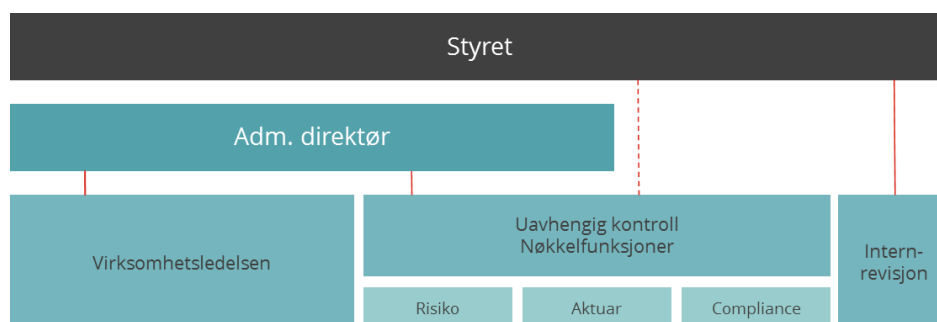 Styret
Adm. direktør
Virksomhetsledelsen
Uavhengig kontroll
Nøkkelfunksjoner
Intern-
revisjon
Risiko
Aktuar
Compliance